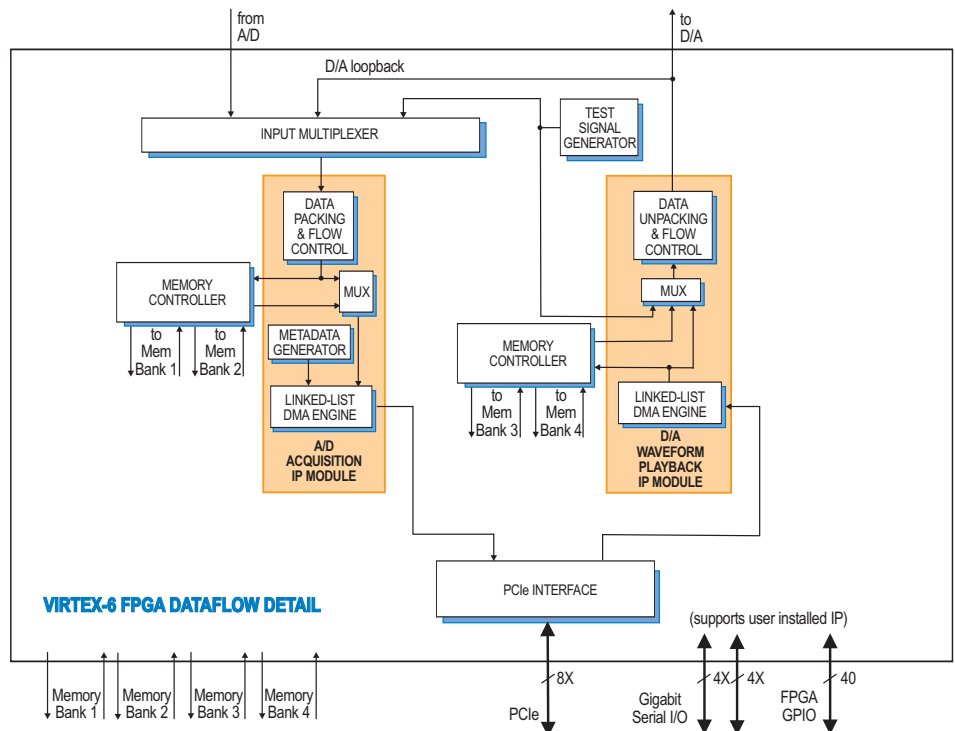 from
A/D
to
D/A
D/A loopback
INPUT MULTIPLEXER
TEST
SIGNAL
GENERATOR
DATA
PACKING
& FLOW
CONTROL
DATA
UNPACKING
& FLOW
CONTROL
MEMORY
CONTROLLER
MUX
MUX
to
Mem
Bank 1
to
Mem
Bank 2
METADATA
GENERATOR
MEMORY
CONTROLLER
LINKED-LIST
DMA ENGINE
LINKED-LIST
DMA ENGINE
to
Mem
Bank 3
to
Mem
Bank 4
A/D
ACQUISITION
IP MODULE
D/A
WAVEFORM
PLAYBACK
IP MODULE
PCIe INTERFACE
VIRTEX-6 FPGA DATAFLOW DETAIL
(supports user installed IP)
Memory
Bank 1
Memory
Bank 2
Memory
Bank 3
Memory
Bank 4
8X
PCIe
4X
4X
Gigabit
Serial I/O
40
FPGA
GPIO